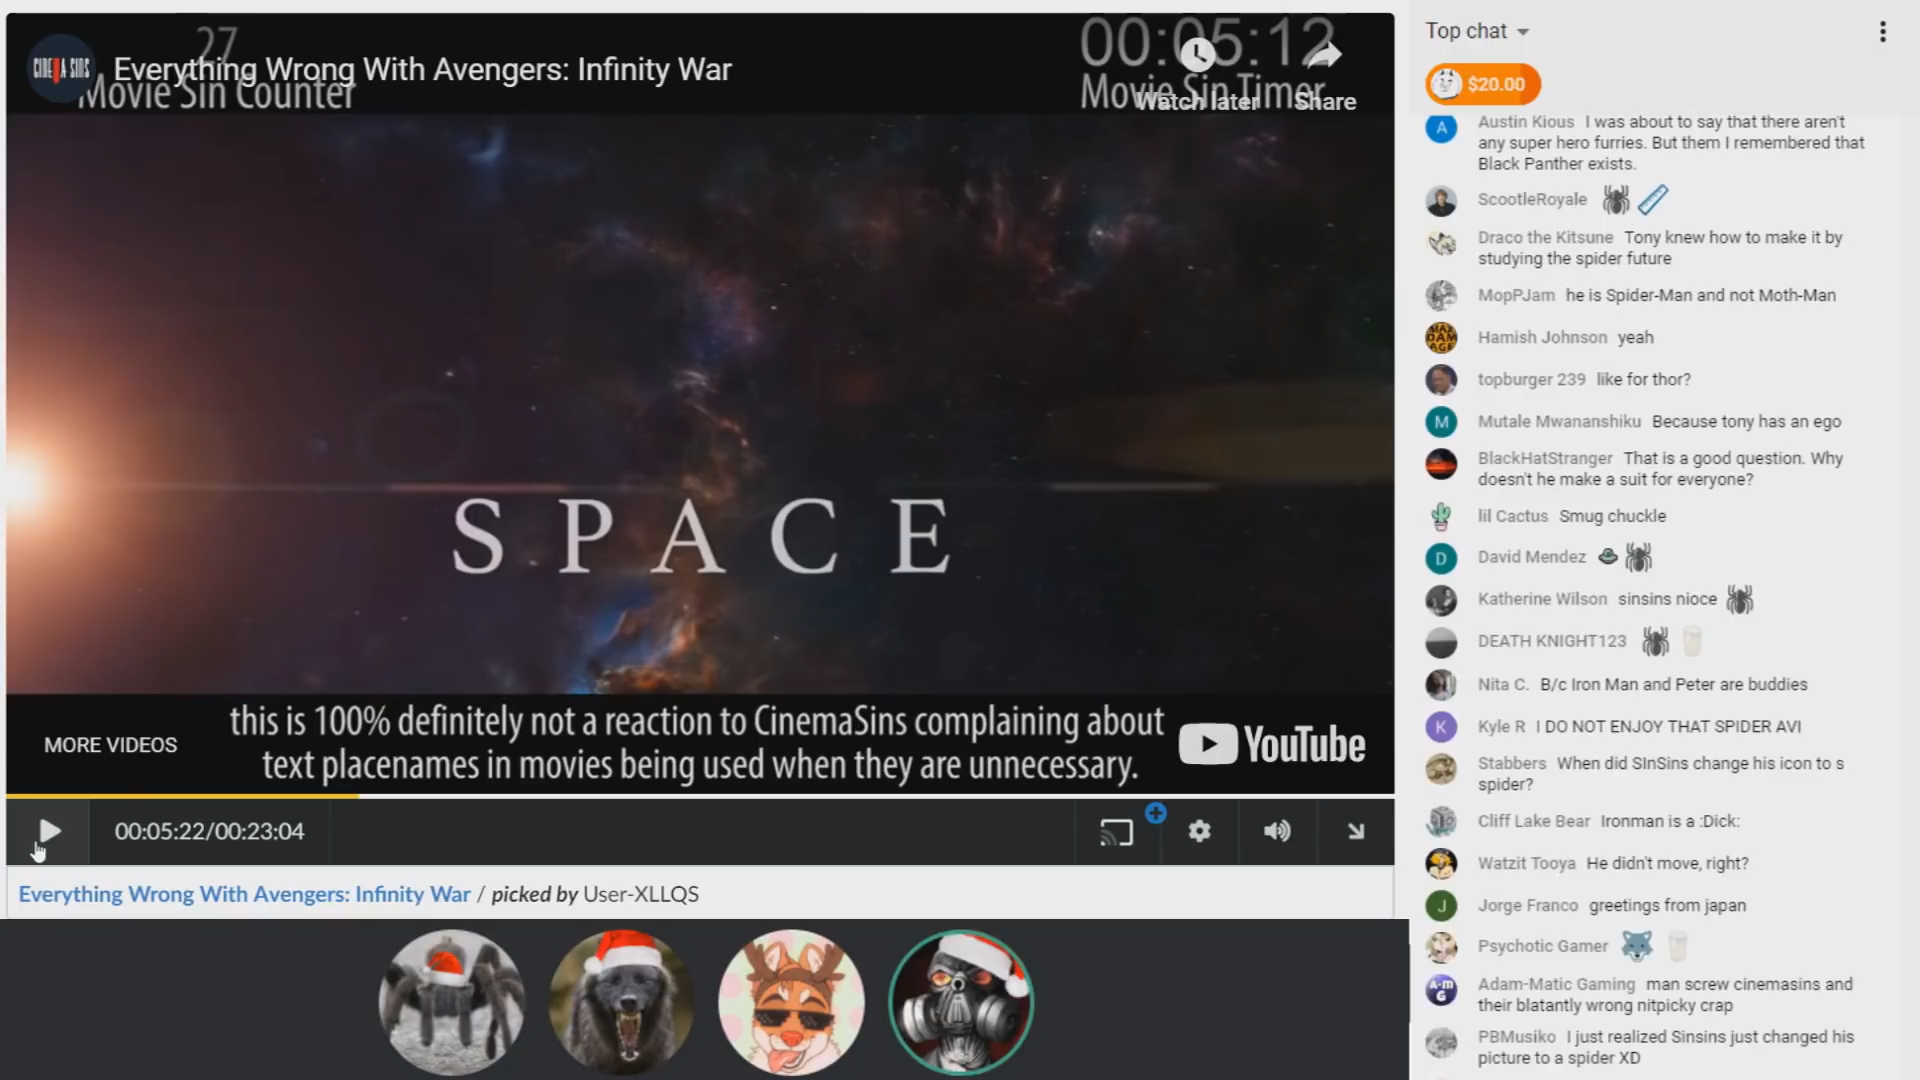 27
Movie Sin Counter
CINEMA SINS
Everything Wrong With Avengers: Infinity War
00:05:12
Movie Sin Timer
Watch later
Share
SPACE
this is 100% definitely not a reaction to CinemaSins complaining about
text placenames in movies being used when they are unnecessary.
MORE VIDEOS
YouTube
00:05:22/00:23:04
Everything Wrong With Avengers: Infinity War / picked by User-XLLQS
Top chat
$20.00
A
Austin Kious I was about to say that there aren't
any super hero furries. But them I remembered that
Black Panther exists.
ScootleRoyale
Draco the Kitsune Tony knew how to make it by
studying the spider future
MopPJam he is Spider-Man and not Moth-Man
MAX
DAM
AGE
Hamish Johnson yeah
topburger 239 like for thor?
M
Mutale Mwananshiku Because tony has an ego
BlackHatStranger That is a good question. Why
doesn't he make a suit for everyone?
lil Cactus Smug chuckle
D
David Mendez
Katherine Wilson sinsins nioce
DEATH KNIGHT123
Nita C. B/c Iron Man and Peter are buddies
K
Kyle R I DO NOT ENJOY THAT SPIDER AVI
Stabbers When did SInSins change his icon to s
spider?
Cliff Lake Bear Ironman is a :Dick:
Watzit Tooya He didn't move, right?
J
Jorge Franco greetings from japan
Psychotic Gamer
A-M
G
Adam-Matic Gaming man screw cinemasins and
their blatantly wrong nitpicky crap
PBMusiko I just realized Sinsins just changed his
picture to a spider XD